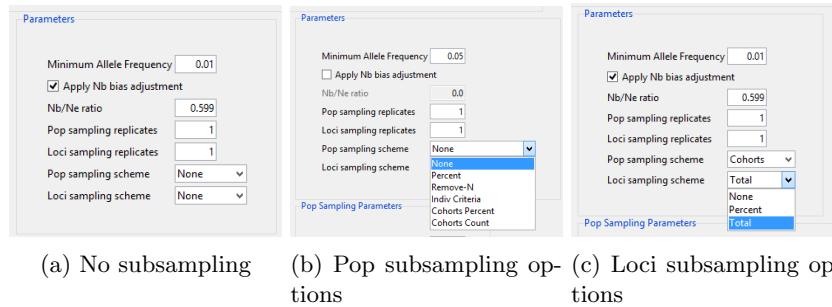 Parameters
Minimum Allele Frequency 0.01
Apply Nb bias adjustment
Nb/Ne ratio 0.599
Pop sampling replicates 1
Loci sampling replicates 1
Pop sampling scheme None
Loci sampling scheme None
(a) No subsampling
Parameters
Minimum Allele Frequency 0.05
Apply Nb bias adjustment
Nb/Ne ratio 0.0
Pop sampling replicates 1
Loci sampling replicates 1
Pop sampling scheme None
Loci sampling scheme
None
Percent
Remove-N
Indiv Criteria
Cohorts Percent
Cohorts Count
Pop Sampling Parameters
(b) Pop subsampling op-
tions
Parameters
Minimum Allele Frequency 0.01
Apply Nb bias adjustment
Nb/Ne ratio 0.599
Pop sampling replicates 1
Loci sampling replicates 1
Pop sampling scheme Cohorts
Loci sampling scheme Total
None
Percent
Total
Pop Sampling Parameters
(c) Loci subsampling op
tions